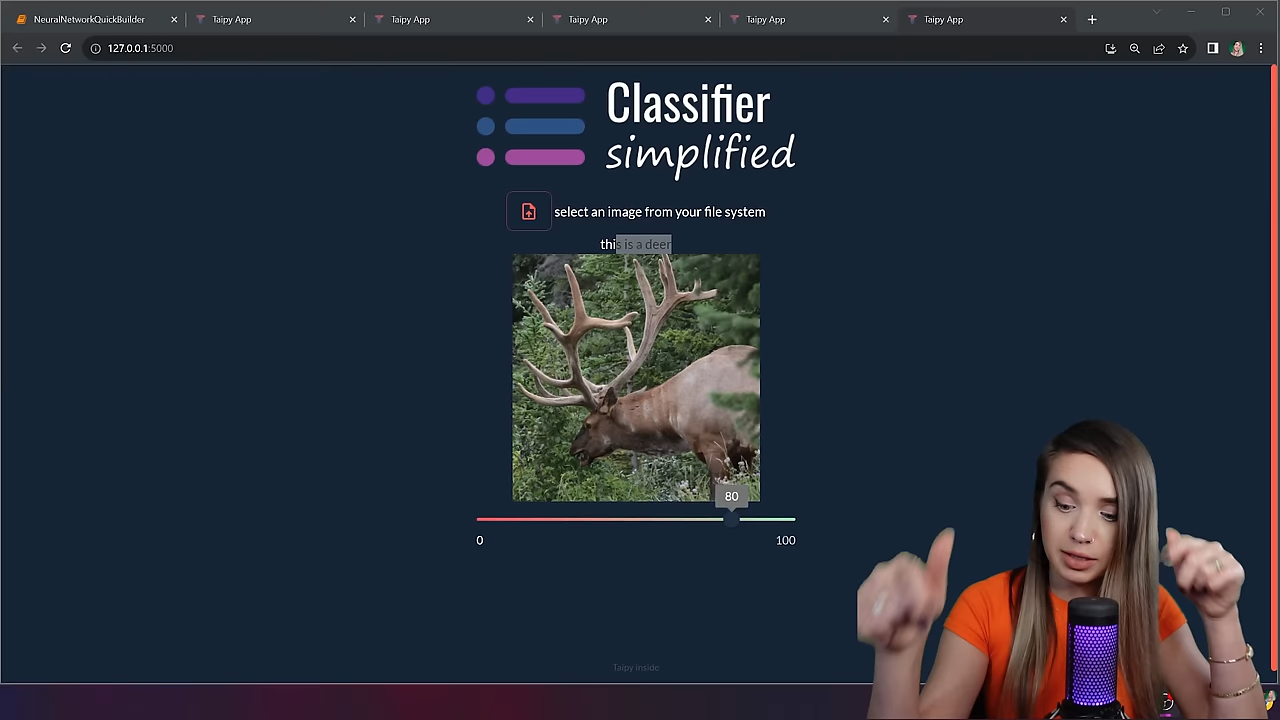 NeuralNetworkQuickBuilder
Taipy App
Taipy App
Taipy App
Taipy App
Taipy App
127.0.0.1:5000
Classifier
simplified
select an image from your file system
this is a deer
80
0
100
Taipy inside